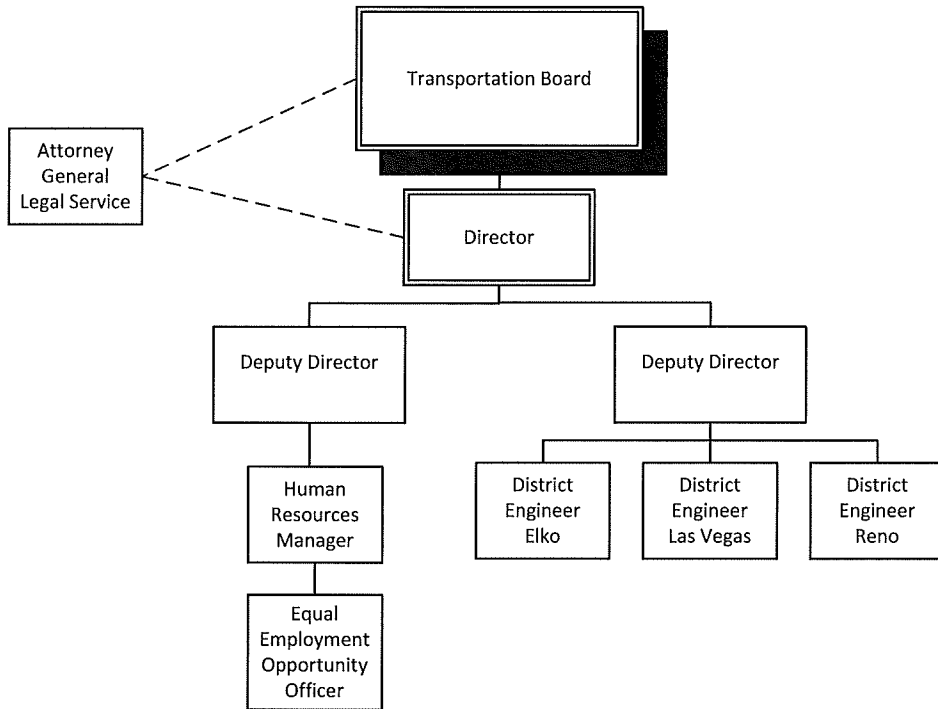 Transportation Board
Attorney
General
Legal Service
Director
Deputy Director
Deputy Director
Human
Resources
Manager
District
Engineer
Elko
District
Engineer
Las Vegas
District
Engineer
Reno
Equal
Employment
Opportunity
Officer